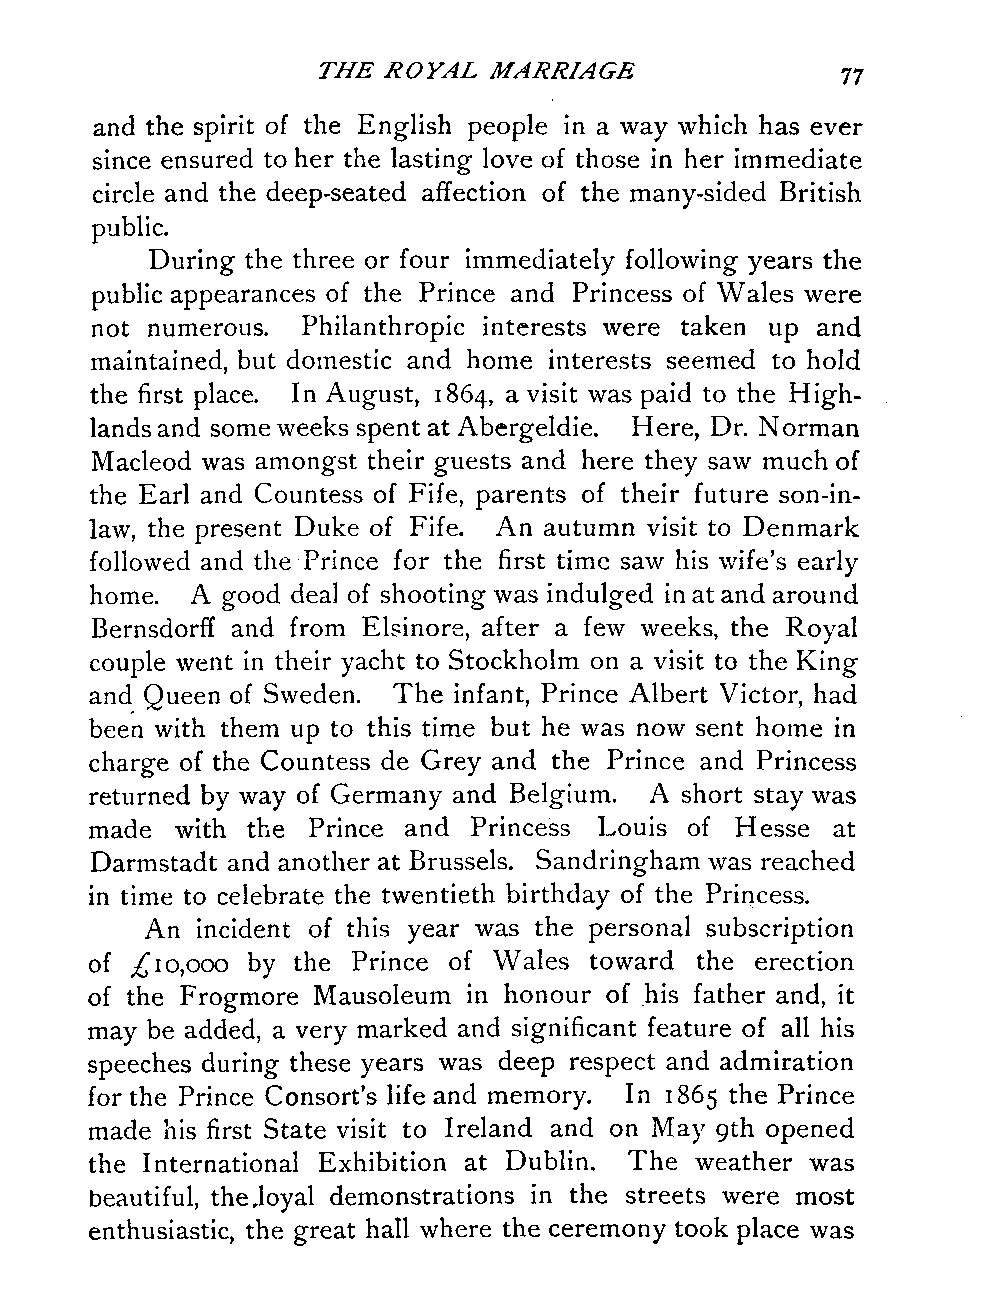 THE ROYAL MARRIAGE 77
and the spirit of the English people in a way which has ever
since ensured to her the lasting love of those in her immediate
circle and the deep-seated affection of the many-sided British
public.
During the three or four immediately following years the
public appearances of the Prince and Princess of Wales were
not numerous. Philanthropic interests were taken up and
maintained, but domestic and home interests seemed to hold
the first place. In August, 1864, a visit was paid to the High-
lands and some weeks spent at Abergeldie. Here, Dr. Norman
Macleod was amongst their guests and here they saw much of
the Earl and Countess of Fife, parents of their future son-in-
law, the present Duke of Fife. An autumn visit to Denmark
followed and the Prince for the first time saw his wife's early
home. A good deal of shooting was indulged in at and around
Bernsdorff and from Elsinore, after a few weeks, the Royal
couple went in their yacht to Stockholm on a visit to the King
and Queen of Sweden. The infant, Prince Albert Victor, had
been with them up to this time but he was now sent home in
charge of the Countess de Grey and the Prince and Princess
returned by way of Germany and Belgium. A short stay was
made with the Prince and Princess Louis of Hesse at
Darmstadt and another at Brussels. Sandringham was reached
in time to celebrate the twentieth birthday of the Princess.
An incident of this year was the personal subscription
of £10,000 by the Prince of Wales toward the erection
of the Frogmore Mausoleum in honour of his father and, it
may be added, a very marked and significant feature of all his
speeches during these years was deep respect and admiration
for the Prince Consort's life and memory. In 1865 the Prince
made his first State visit to Ireland and on May 9th opened
the International Exhibition at Dublin. The weather was
beautiful, the loyal demonstrations in the streets were most
enthusiastic, the great hall where the ceremony took place was